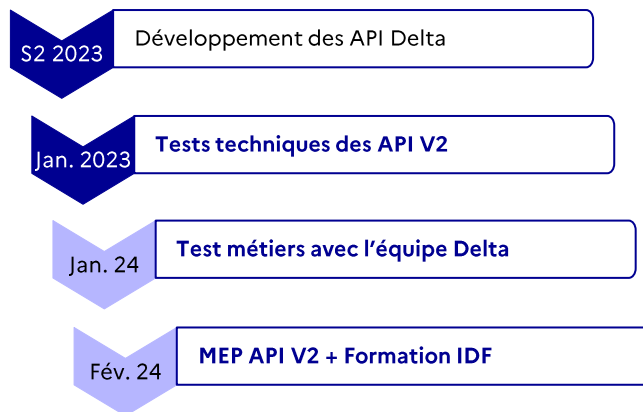 S2 2023
Développement des API Delta
Jan. 2023
Tests techniques des API V2
Jan. 24
Test métiers avec l’équipe Delta
Fév. 24
MEP API V2 + Formation IDF